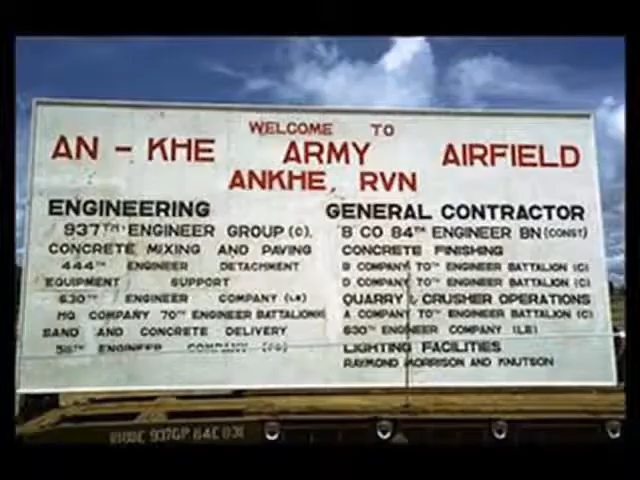 WELCOME TO
AN - KHE ARMY AIRFIELD
ANKHE, RVN
ENGINEERING
937TH ENGINEER GROUP (C).
CONCRETE MIXING AND PAVING
444TH ENGINEER DETACHMENT
EQUIPMENT SUPPORT
630TH ENGINEER COMPANY
HQ COMPANY 70TH ENGINEER BATTALION
SAND AND CONCRETE DELIVERY
ENGINEER COMPANY
GENERAL CONTRACTOR
B CO 84TH ENGINEER BN (CONST)
CONCRETE FINISHING
B COMPANY 70TH ENGINEER BATTALION (C)
D COMPANY 70TH ENGINEER BATTALION (C)
QUARRY & CRUSHER OPERATIONS
A COMPANY 70TH ENGINEER BATTALION (C)
630TH ENGINEER COMPANY (LE)
LIGHTING FACILITIES
RAYMOND MORRISON AND KNUTSON
937GP